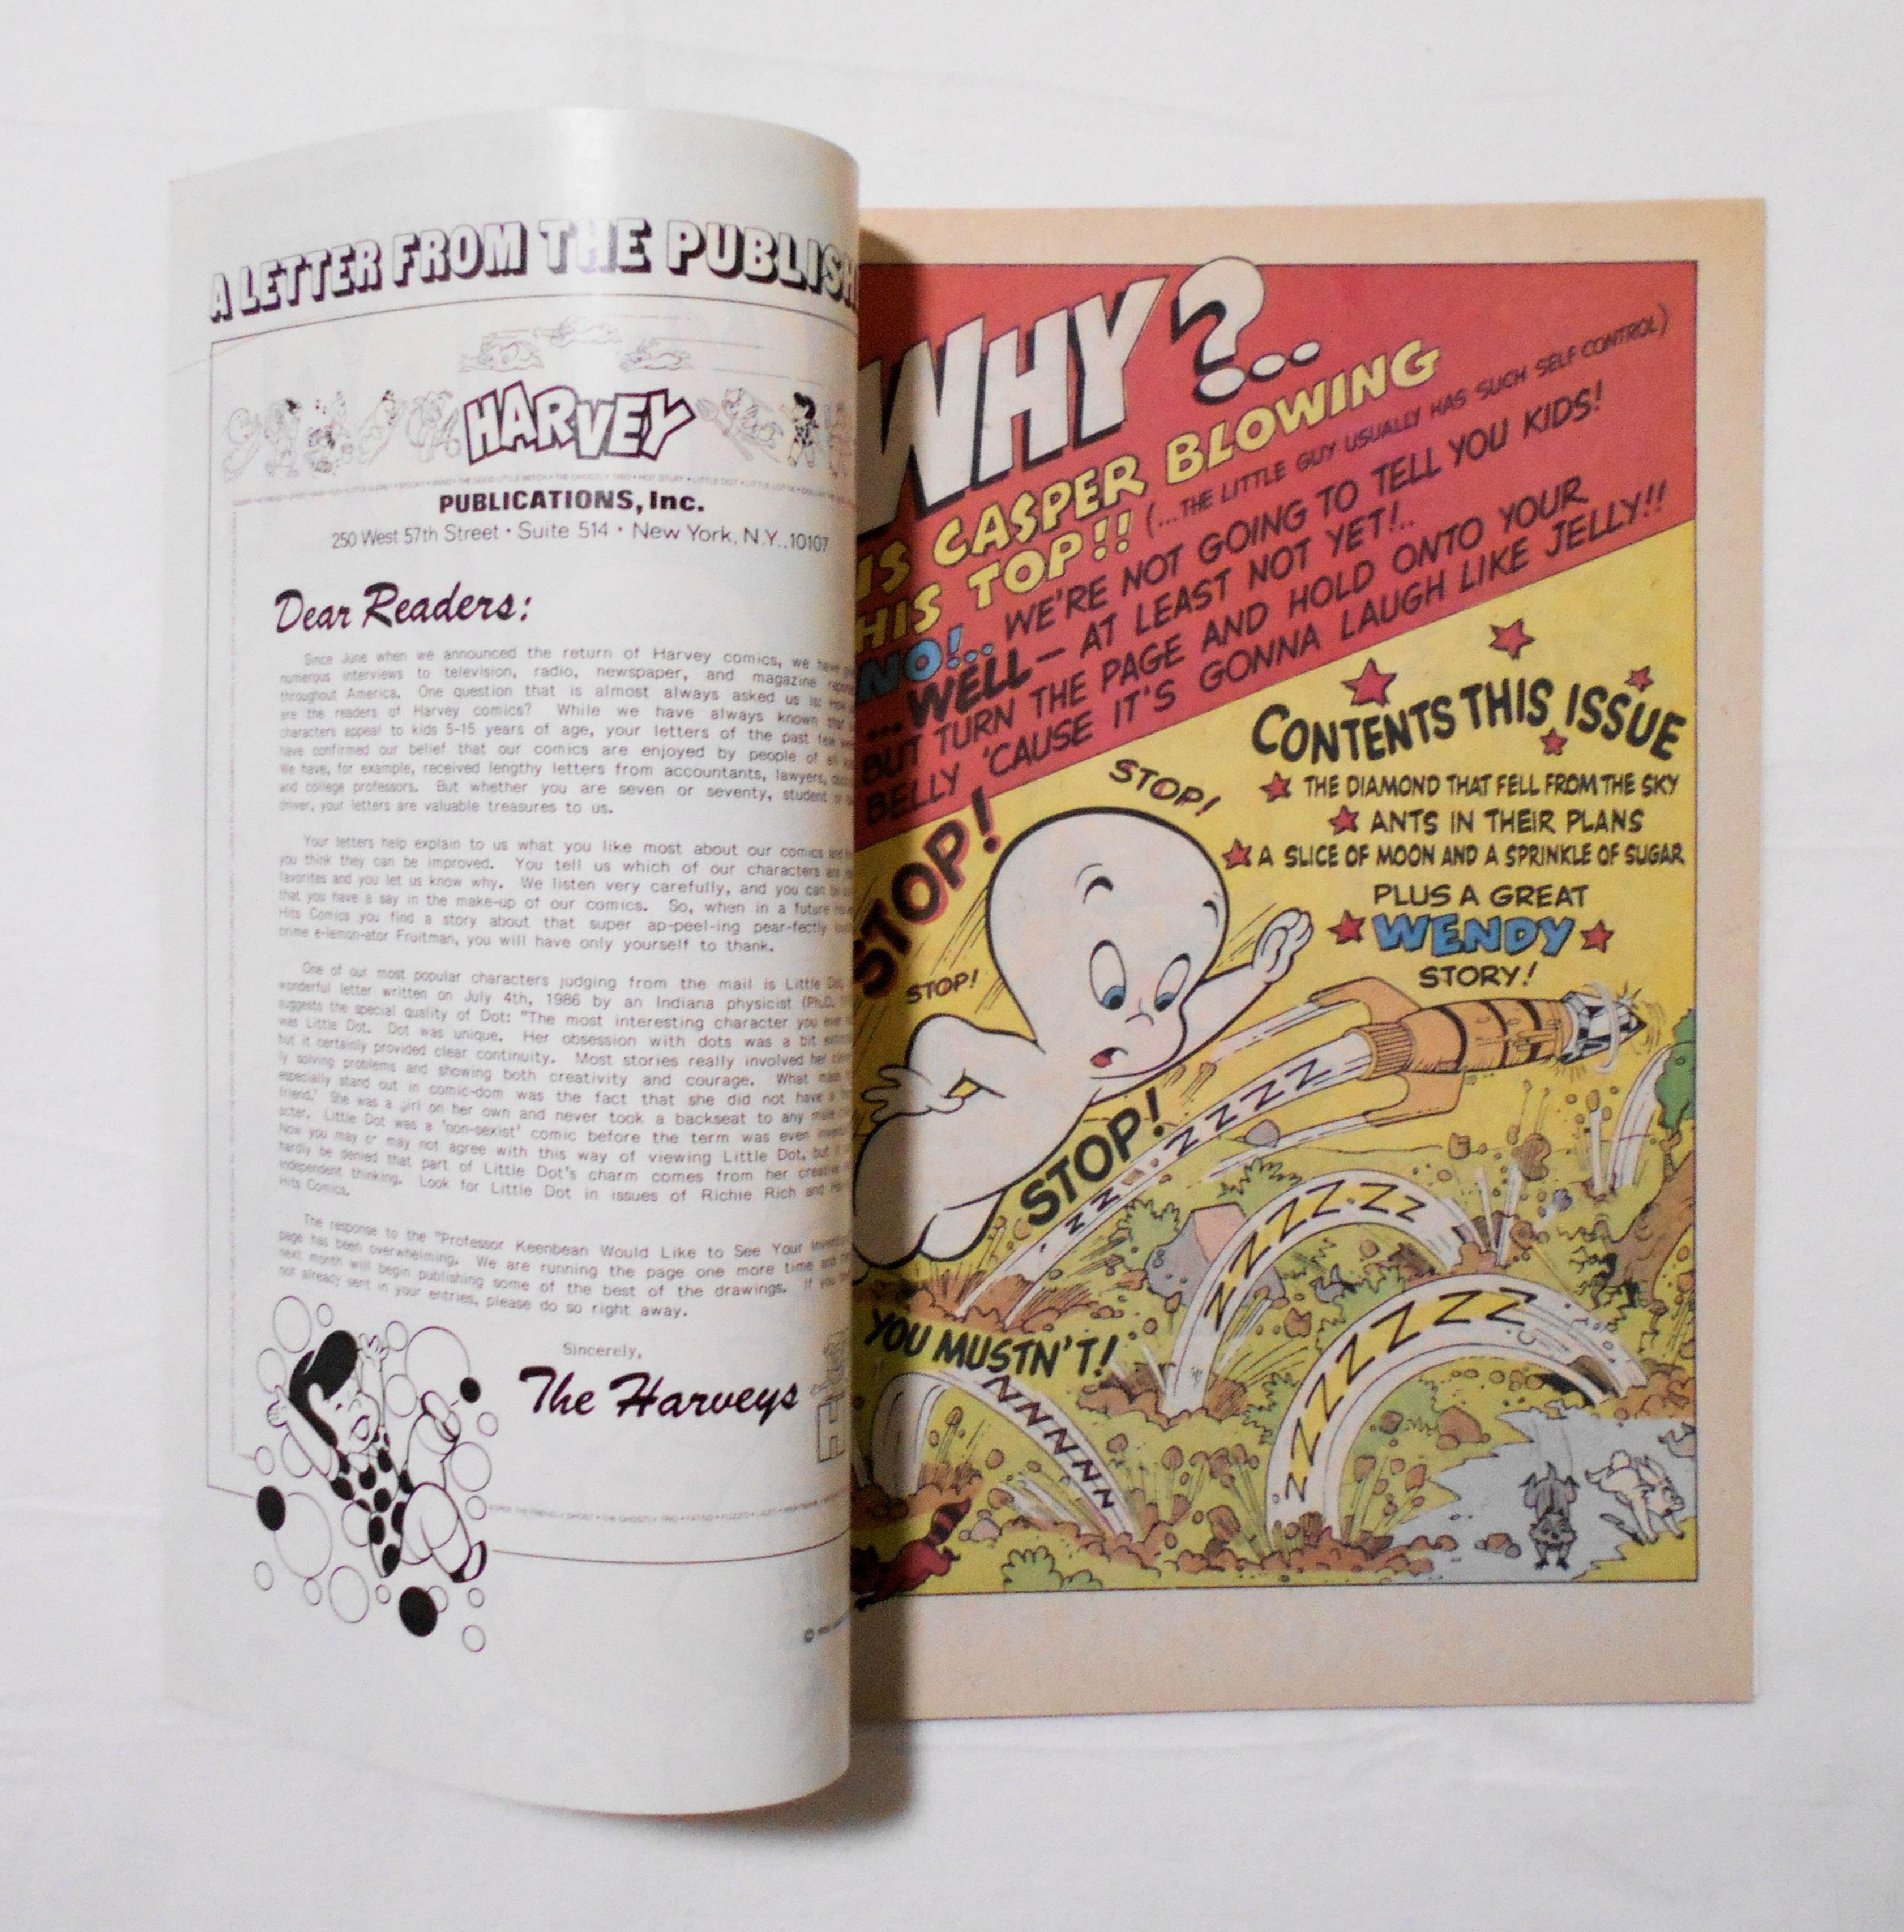 A LETTER FROM THE PUBLISH
HARVEY
PUBLICATIONS, Inc.
250 West 57th Street • Suite 514 • New York, N.Y., 10107
Dear Readers:
Since June when we announced the return of Harvey comics, we have
numerous interviews to television, radio, newspaper, and magazine
throughout America. One question that is almost always asked us is:
are the readers of Harvey comics? While we have always known
characters appeal to kids 5-15 years of age, your letters of the past few
have confirmed our belief that our comics are enjoyed by people of
We have, for example, received lengthy letters from accountants, lawyers,
and college professors. But whether you are seven or seventy, student or
driver, your letters are valuable treasures to us.
Your letters help explain to us what you like most about our comics
you think they can be improved. You tell us which of our characters are
favorites and you let us know why. We listen very carefully, and you can be
that you have a say in the make-up of our comics. So, when in a future
Hits Comics you find a story about that super ap-peel-ing pear-fectly
crime e-lemon-ator Fruitman, you will have only yourself to thank.
One of our most popular characters judging from the mail is Little Dot.
wonderful letter written on July 4th, 1986 by an Indiana physicist (Ph.D.
suggests the special quality of Dot: "The most interesting character you
was Little Dot. Dot was unique. Her obsession with dots was a bit
but it certainly provided clear continuity. Most stories really involved her
ly solving problems and showing both creativity and courage. What
especially stand out in comic-dom was the fact that she did not have a
friend.' She was a girl on her own and never took a backseat to any male
acter. Little Dot was a 'non-sexist' comic before the term was even
Now you may or may not agree with this way of viewing Little Dot, but
hardly be denied that part of Little Dot's charm comes from her creative
independent thinking. Look for Little Dot in issues of Richie Rich and
Hits Comics.
The response to the "Professor Keenbean Would Like to See Your
page has been overwhelming. We are running the page one more time
next month will begin publishing some of the best of the drawings. If you
not already sent in your entries, please do so right away.
Sincerely,
The Harveys
WHY?...
IS CASPER BLOWING
HIS TOP!! (...THE LITTLE GUY USUALLY HAS SUCH SELF CONTROL)
NO!.. WE'RE NOT GOING TO TELL YOU KIDS!
...WELL— AT LEAST NOT YET!..
BUT TURN THE PAGE AND HOLD ONTO YOUR
BELLY 'CAUSE IT'S GONNA LAUGH LIKE JELLY!!
CONTENTS THIS ISSUE
THE DIAMOND THAT FELL FROM THE SKY
ANTS IN THEIR PLANS
A SLICE OF MOON AND A SPRINKLE OF SUGAR
PLUS A GREAT
WENDY
STORY!
STOP!
STOP!
STOP!
STOP!
YOU MUSTN'T!
ZZZZZ
ZZ
ZZZZZ.ZZ
ZZZZZZZ
ZZZZZZZ